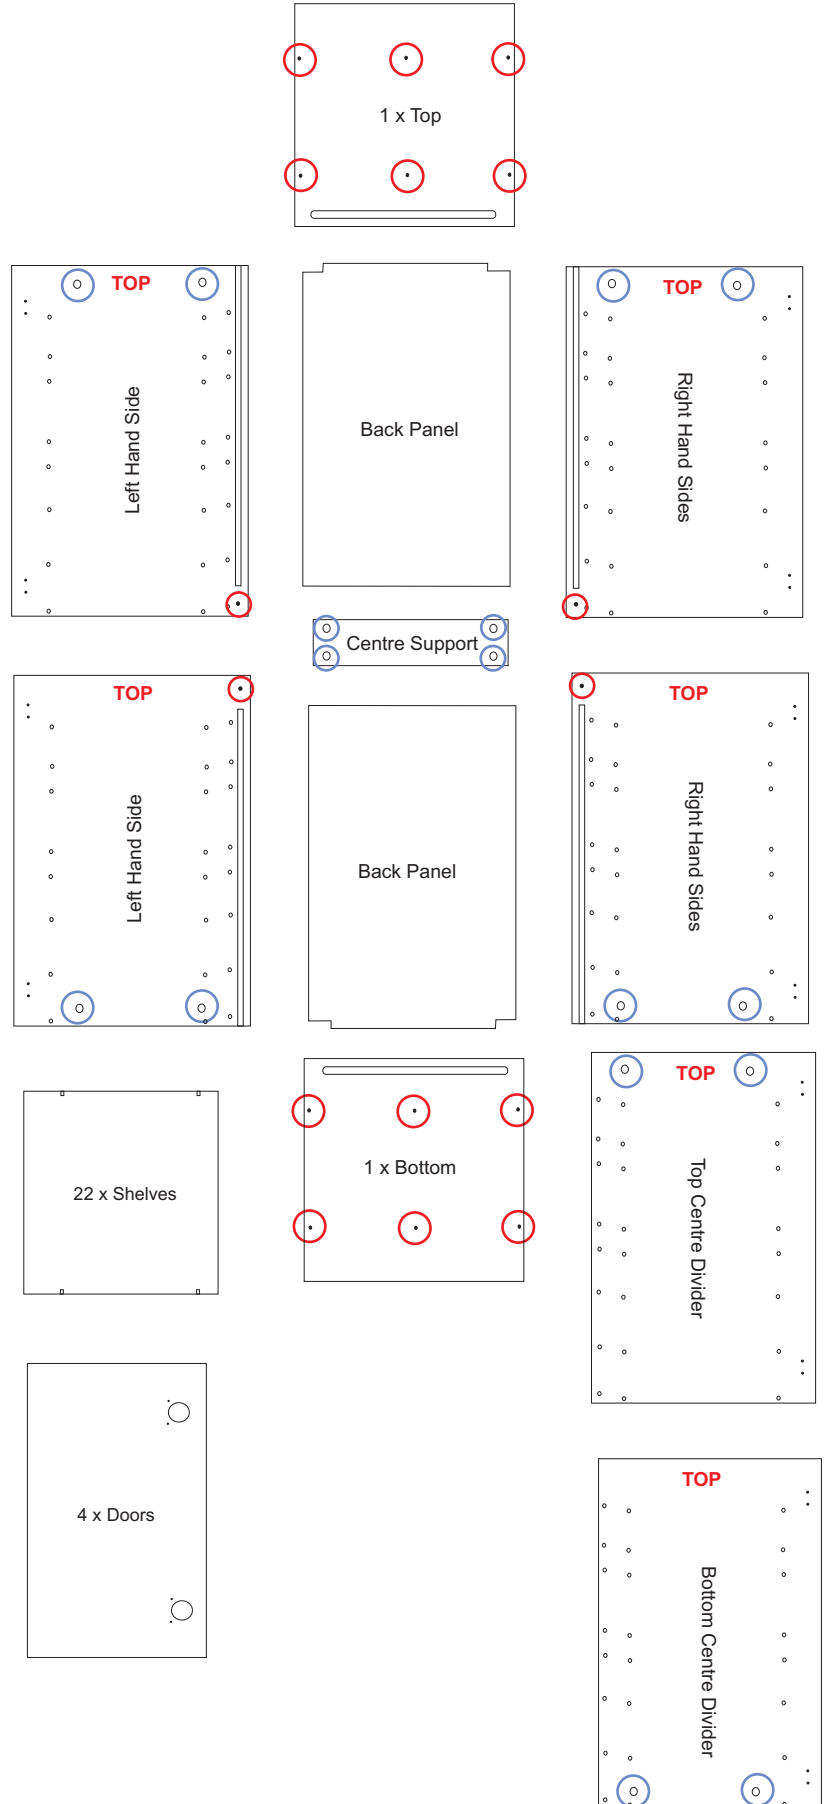 1 x Top
TOP
Left Hand Side
Back Panel
TOP
Right Hand Sides
Centre Support
TOP
Left Hand Side
Back Panel
TOP
Right Hand Sides
22 x Shelves
1 x Bottom
TOP
Top Centre Divider
4 x Doors
TOP
Bottom Centre Divider